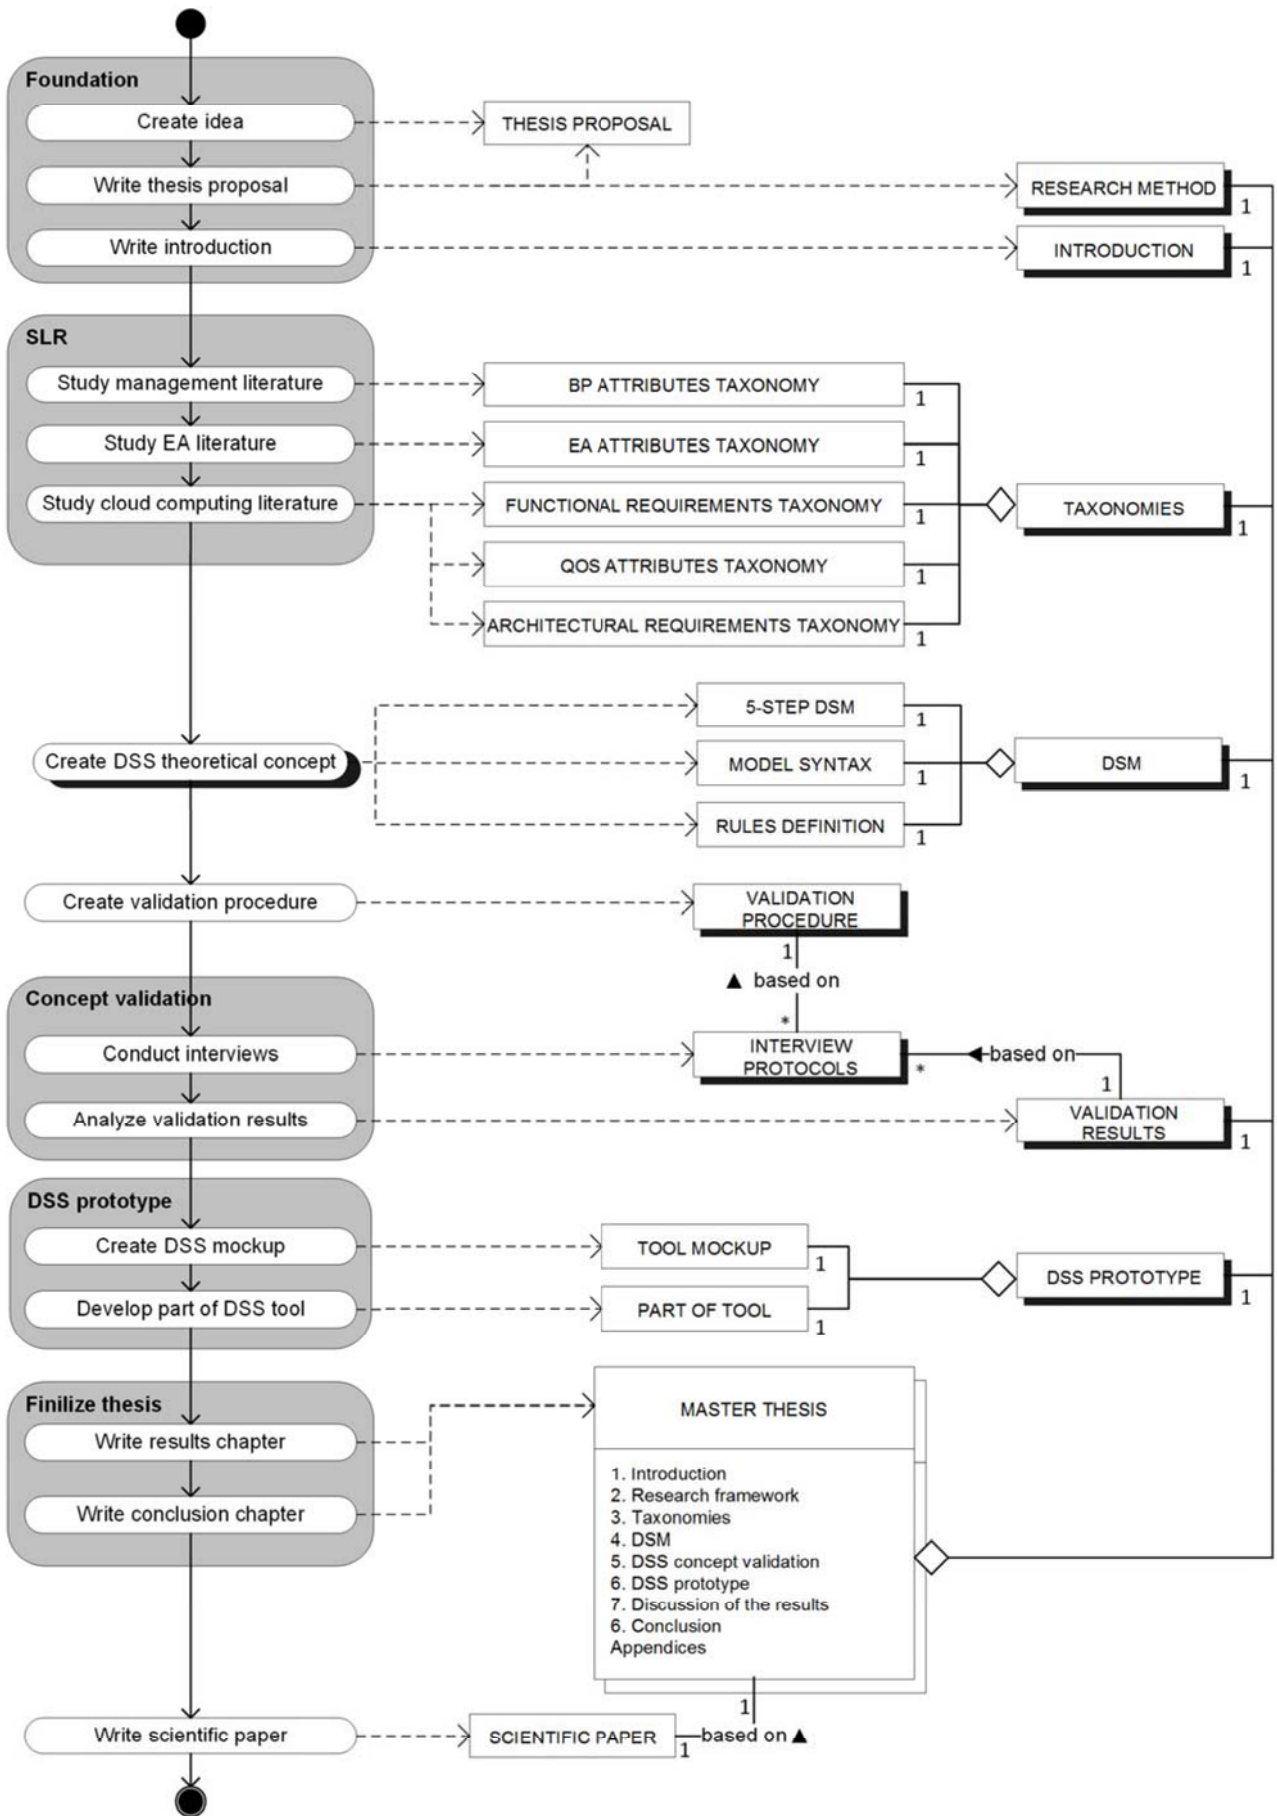 Foundation
Create idea
THESIS PROPOSAL
Write thesis proposal
RESEARCH METHOD
1
Write introduction
INTRODUCTION
1
SLR
Study management literature
BP ATTRIBUTES TAXONOMY
1
Study EA literature
EA ATTRIBUTES TAXONOMY
1
Study cloud computing literature
FUNCTIONAL REQUIREMENTS TAXONOMY
1
TAXONOMIES
1
QOS ATTRIBUTES TAXONOMY
1
ARCHITECTURAL REQUIREMENTS TAXONOMY
1
5-STEP DSM
1
Create DSS theoretical concept
MODEL SYNTAX
1
DSM
1
RULES DEFINITION
1
Create validation procedure
VALIDATION
PROCEDURE
1
▲ based on
*
Concept validation
Conduct interviews
INTERVIEW
PROTOCOLS
*
◀based on
1
Analyze validation results
VALIDATION
RESULTS
1
DSS prototype
Create DSS mockup
TOOL MOCKUP
1
DSS PROTOTYPE
1
Develop part of DSS tool
PART OF TOOL
1
Finilize thesis
Write results chapter
Write conclusion chapter
MASTER THESIS
1. Introduction
2. Research framework
3. Taxonomies
4. DSM
5. DSS concept validation
6. DSS prototype
7. Discussion of the results
6. Conclusion
Appendices
1
Write scientific paper
SCIENTIFIC PAPER
1
based on ▲